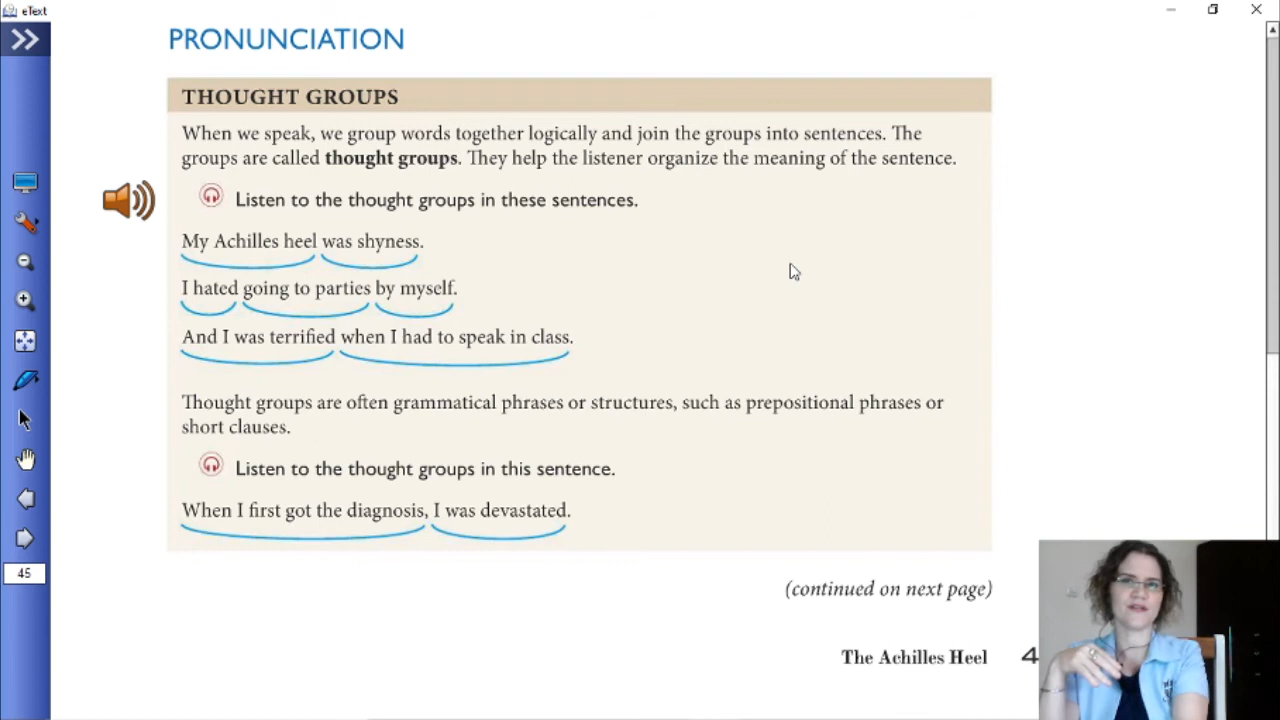 eText
PRONUNCIATION
THOUGHT GROUPS
When we speak, we group words together logically and join the groups into sentences. The
groups are called thought groups. They help the listener organize the meaning of the sentence.
Listen to the thought groups in these sentences.
My Achilles heel was shyness.
I hated going to parties by myself.
And I was terrified when I had to speak in class.
Thought groups are often grammatical phrases or structures, such as prepositional phrases or
short clauses.
Listen to the thought groups in this sentence.
When I first got the diagnosis, I was devastated.
45
(continued on next page)
The Achilles Heel 4